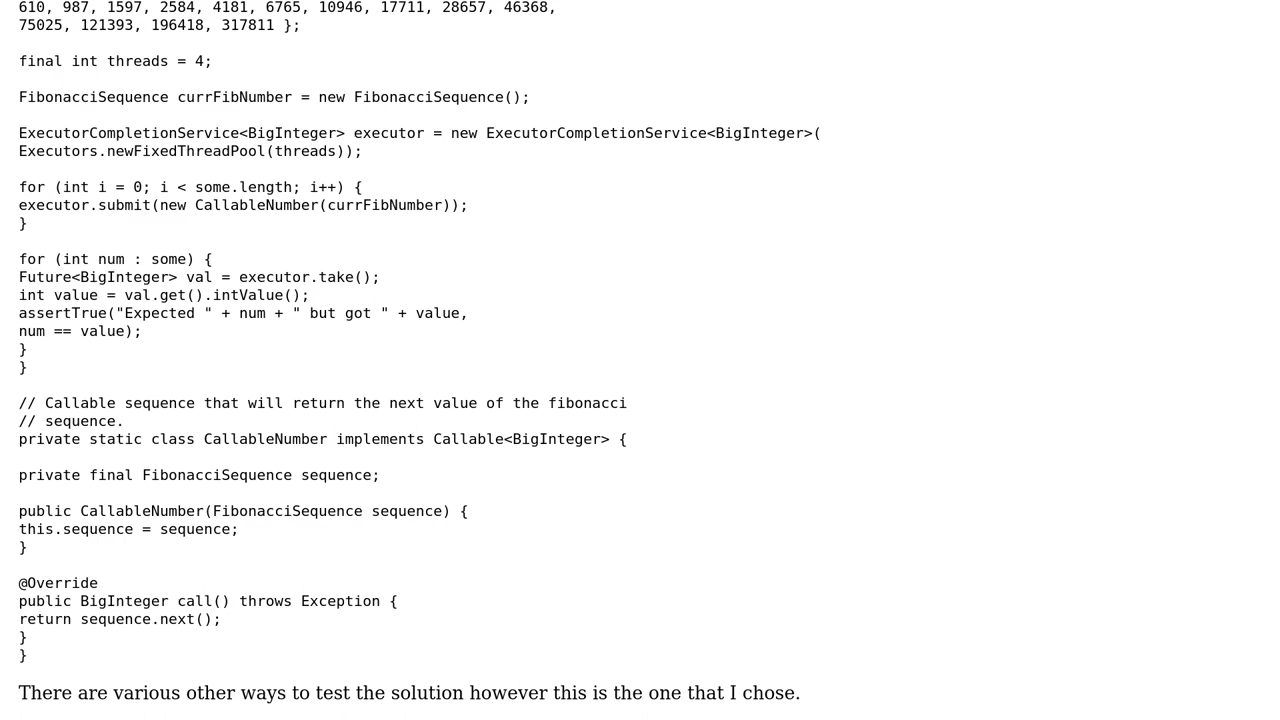 610, 987, 1597, 2584, 4181, 6765, 10946, 17711, 28657, 46368,
75025, 121393, 196418, 317811 };
final int threads = 4;
FibonacciSequence currFibNumber = new FibonacciSequence();
ExecutorCompletionService<BigInteger> executor = new ExecutorCompletionService<BigInteger>(
Executors.newFixedThreadPool(threads));
for (int i = 0; i < some.length; i++) {
executor.submit(new CallableNumber(currFibNumber));
}
for (int num : some) {
Future<BigInteger> val = executor.take();
int value = val.get().intValue();
assertTrue("Expected " + num + " but got " + value,
num == value);
}
}
// Callable sequence that will return the next value of the fibonacci
// sequence.
private static class CallableNumber implements Callable<BigInteger> {
private final FibonacciSequence sequence;
public CallableNumber(FibonacciSequence sequence) {
this.sequence = sequence;
}
@Override
public BigInteger call() throws Exception {
return sequence.next();
}
}
There are various other ways to test the solution however this is the one that I chose.